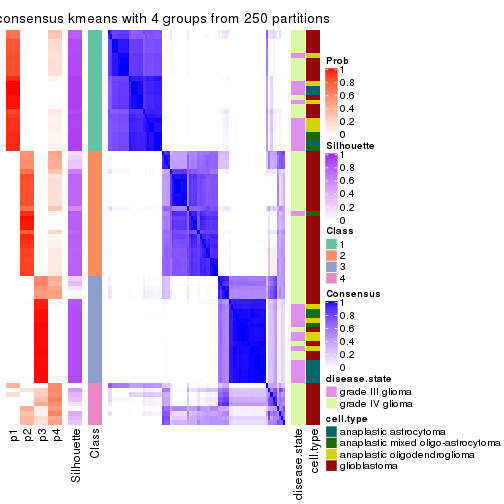 consensus kmeans with 4 groups from 250 partitions
Prob
1
0.8
0.6
0.4
0.2
0
Silhouette
1
0.8
0.6
0.4
0.2
0
Class
1
2
3
4
Consensus
1
0.8
0.6
0.4
0.2
0
disease.state
grade III glioma
grade IV glioma
cell.type
anaplastic astrocytoma
anaplastic mixed oligo-astrocytoma
anaplastic oligodendroglioma
glioblastoma
p1
p2
p3
p4
Silhouette
Class
disease.state
cell.type